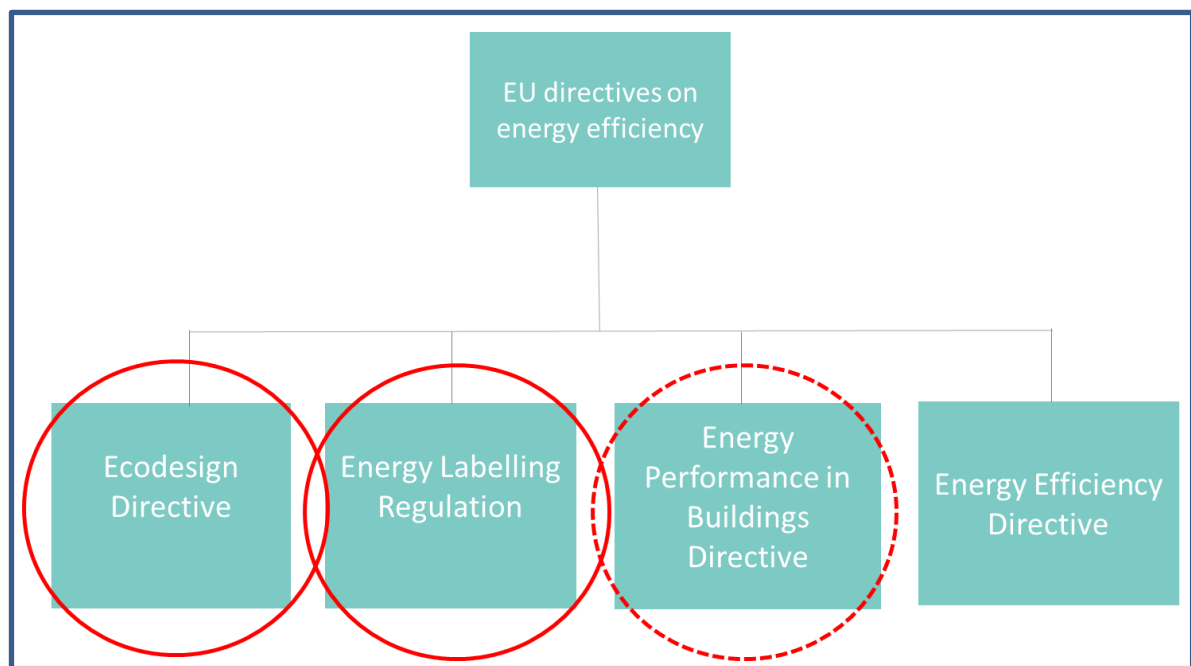 EU directives on
energy efficiency
Ecodesign
Directive
Energy Labelling
Regulation
Energy
Performance in
Buildings
Directive
Energy Efficiency
Directive